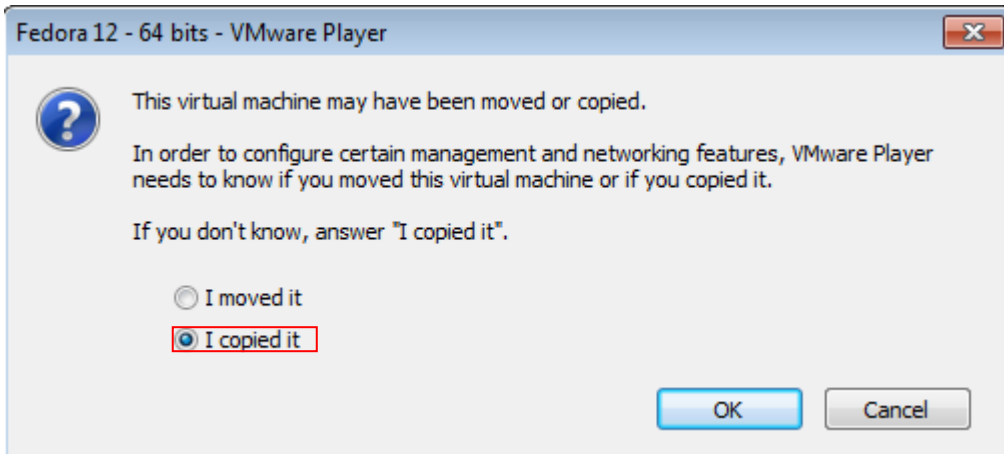 Fedora 12 - 64 bits - VMware Player
This virtual machine may have been moved or copied.
In order to configure certain management and networking features, VMware Player
needs to know if you moved this virtual machine or if you copied it.
If you don't know, answer "I copied it".
I moved it
I copied it
OK Cancel